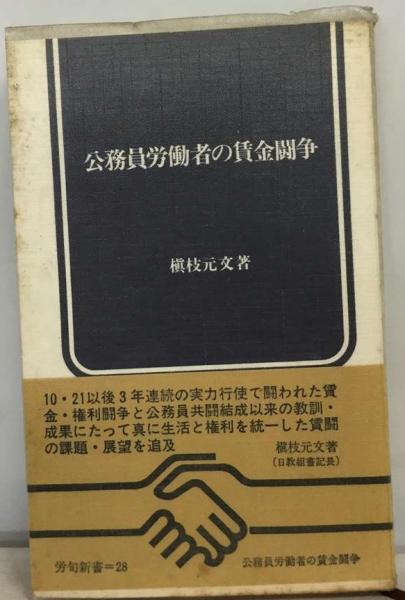 公務員労働者の賃金闘争
槇枝元文著
10・21以後3年連続の実力行使で闘われた賃
金・権利闘争と公務員共闘結成以来の教訓・
成果にたって真に生活と権利を統一した賃闘
の課題・展望を追及
槇枝元文著
(日教組書記長)
労旬新書=28
公務員労働者の賃金闘争